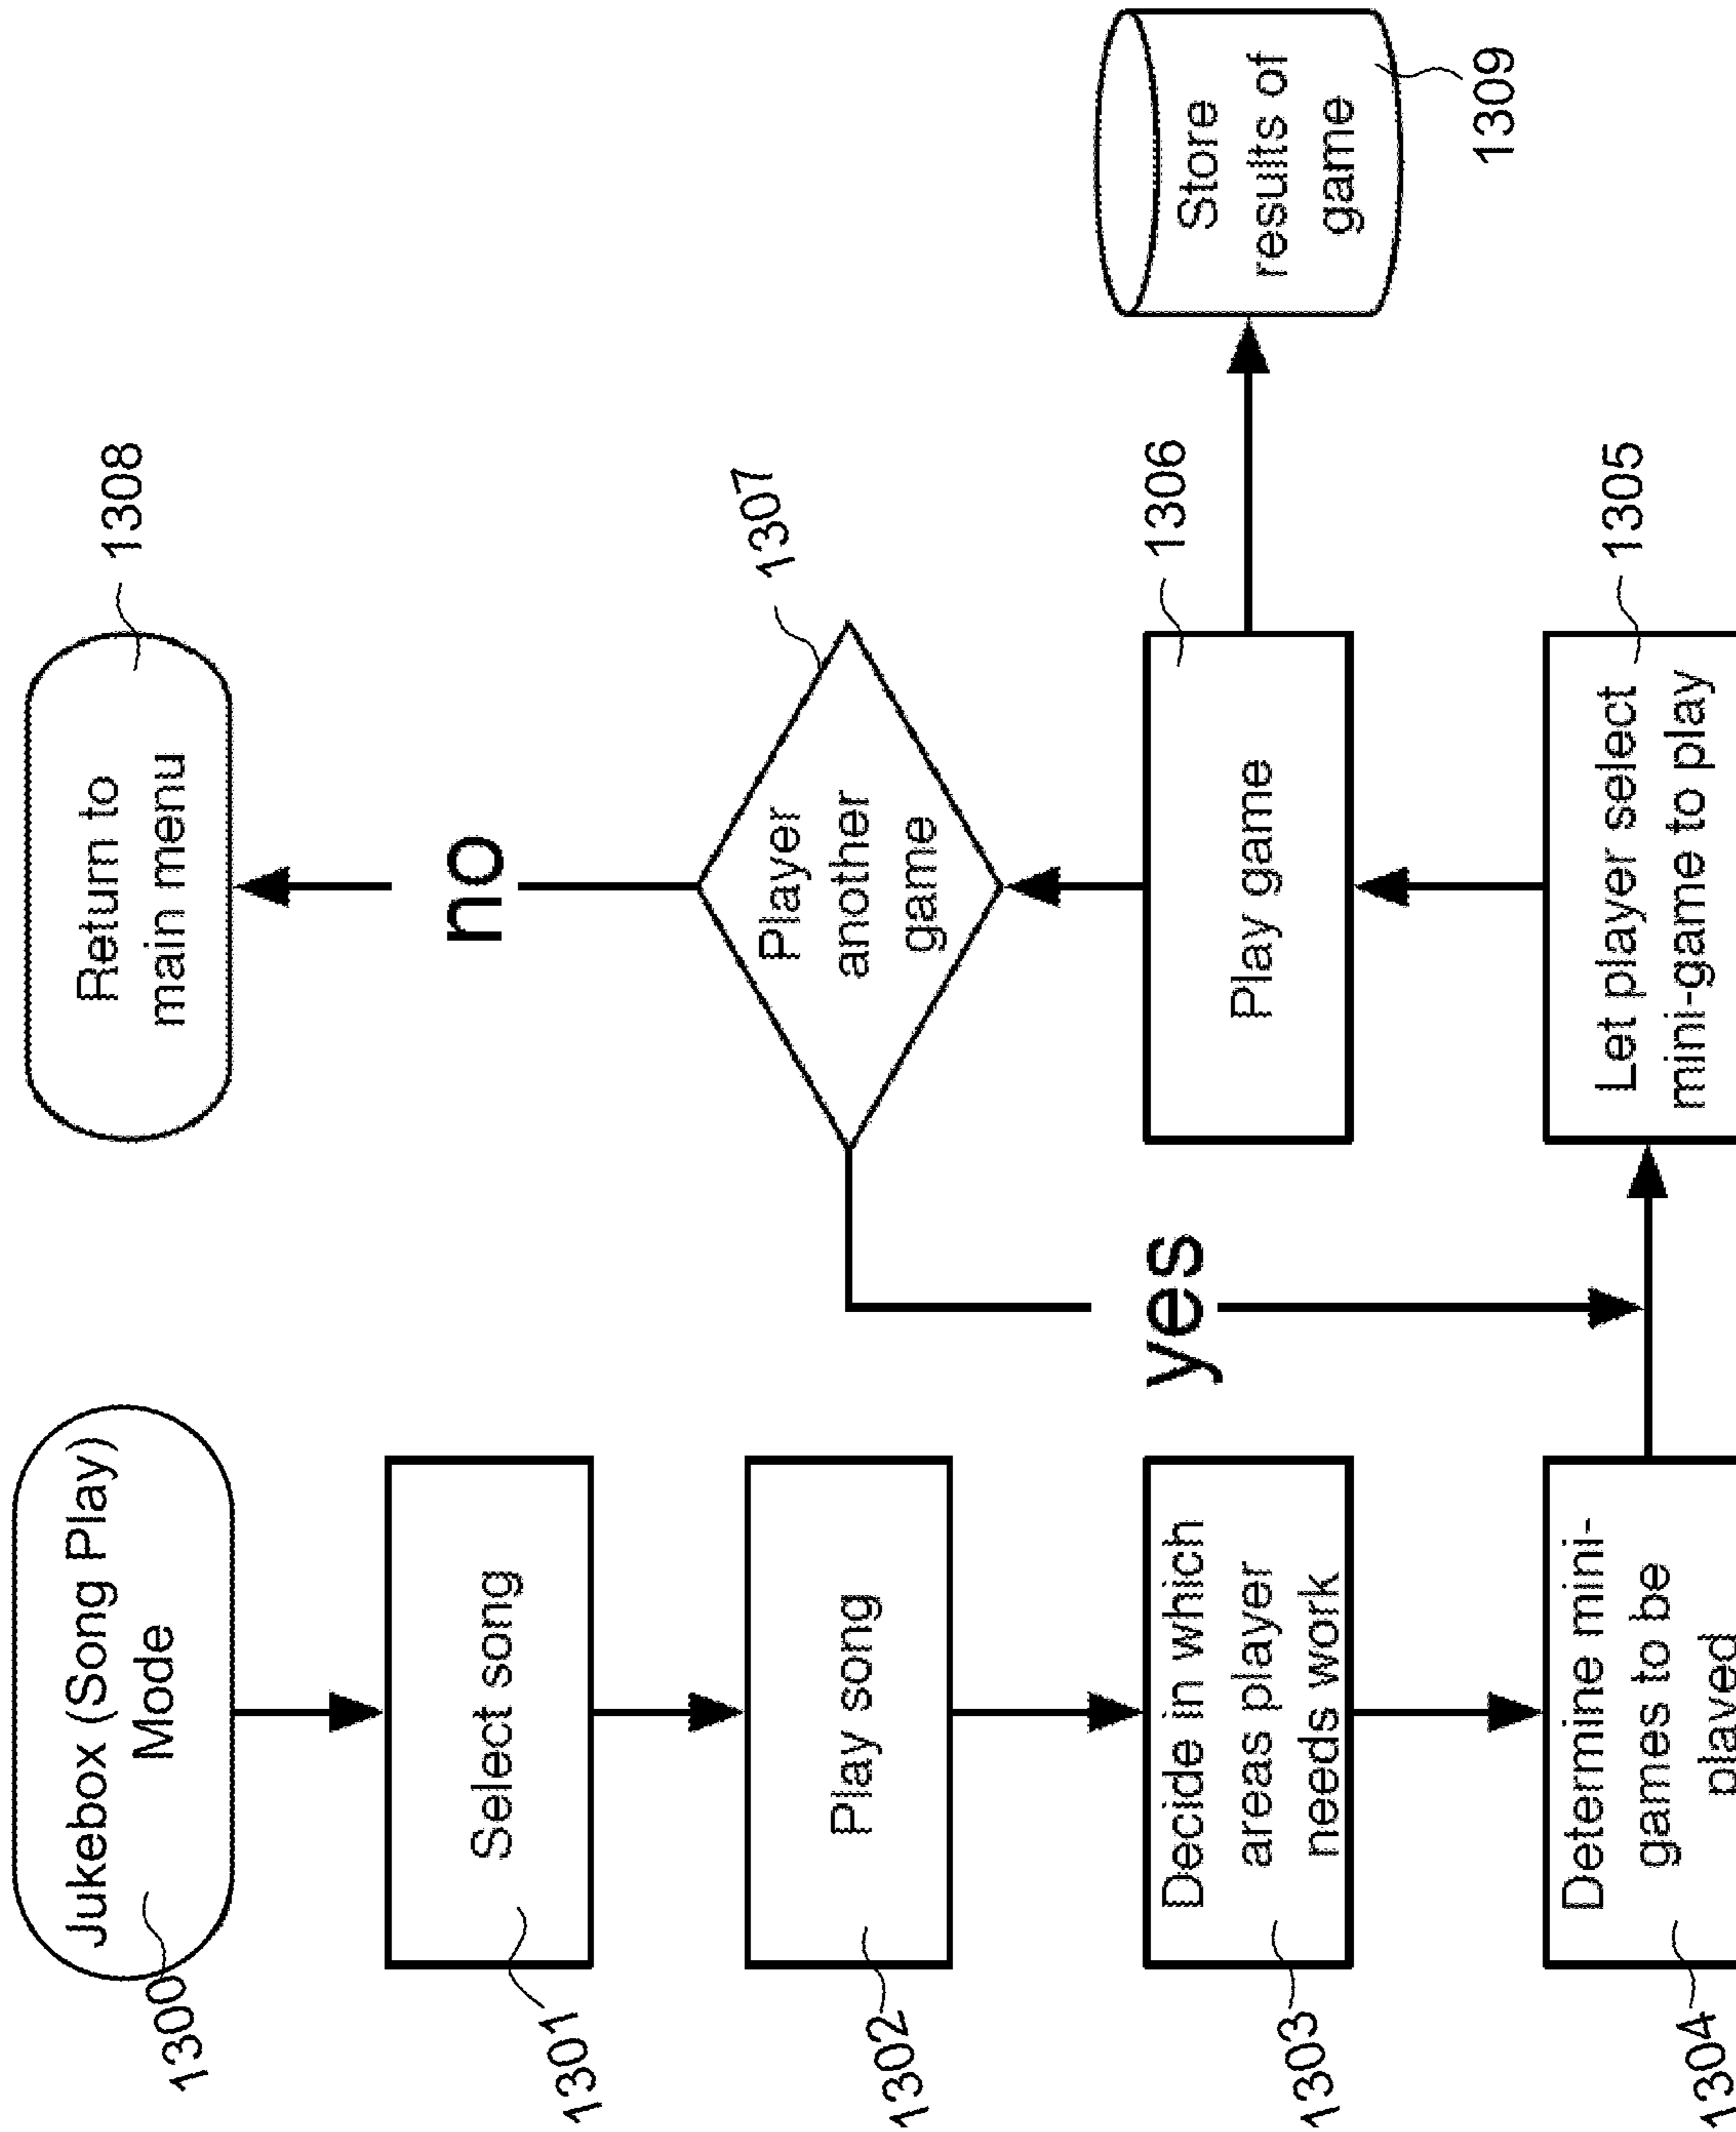 Jukebox (Song Play)
Mode
1300
Select song
1301
Play song
1302
Decide in which
areas player
needs work
1303
Determine mini-
games to be
played
1304
Return to
main menu
1308
no
Player
another
game
1307
yes
Play game
1306
Let player select
mini-game to play
1305
Store
results of
game
1309